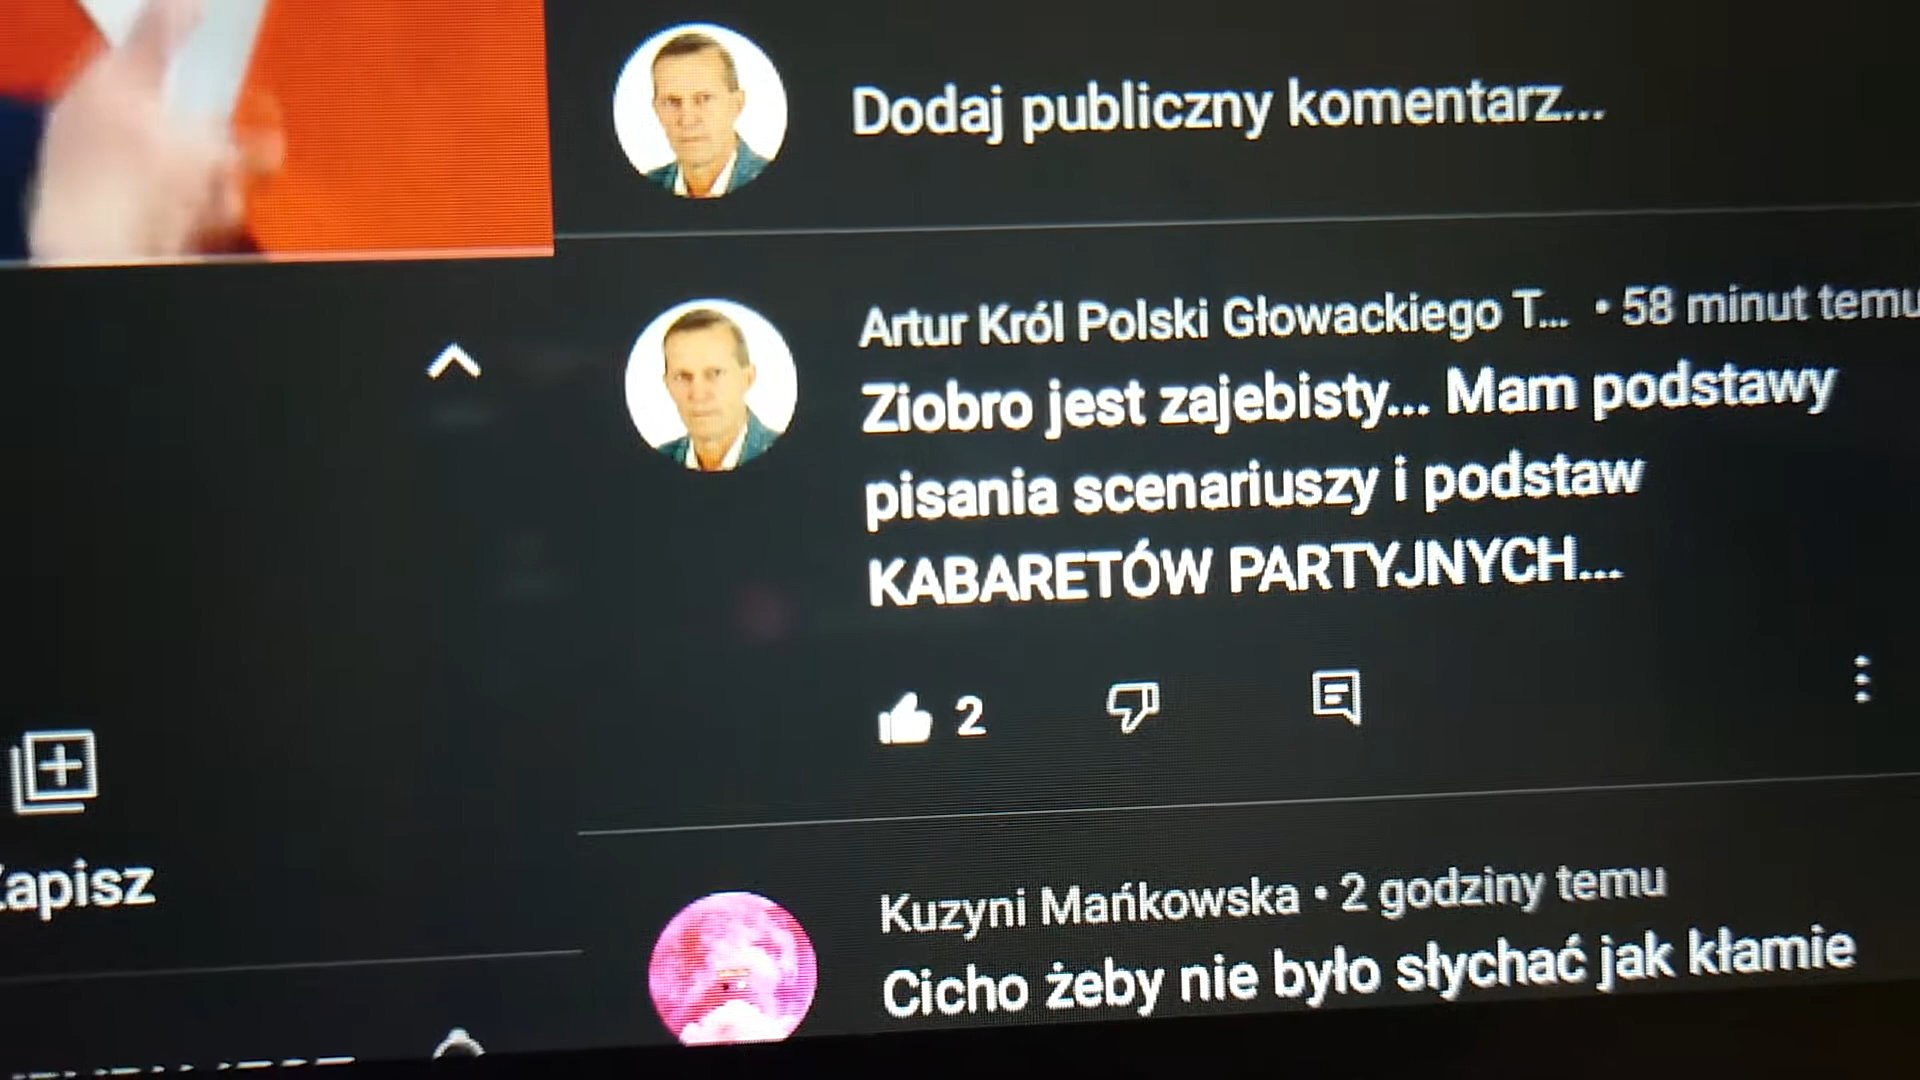 Dodaj publiczny komentarz...
Artur Król Polski Głowackiego T... • 58 minut temu
Ziobro jest zajebisty... Mam podstawy
pisania scenariuszy i podstaw
KABARETÓW PARTYJNYCH...
2
Zapisz
Kuzyni Mańkowska • 2 godziny temu
Cicho żeby nie było słychać jak kłamie